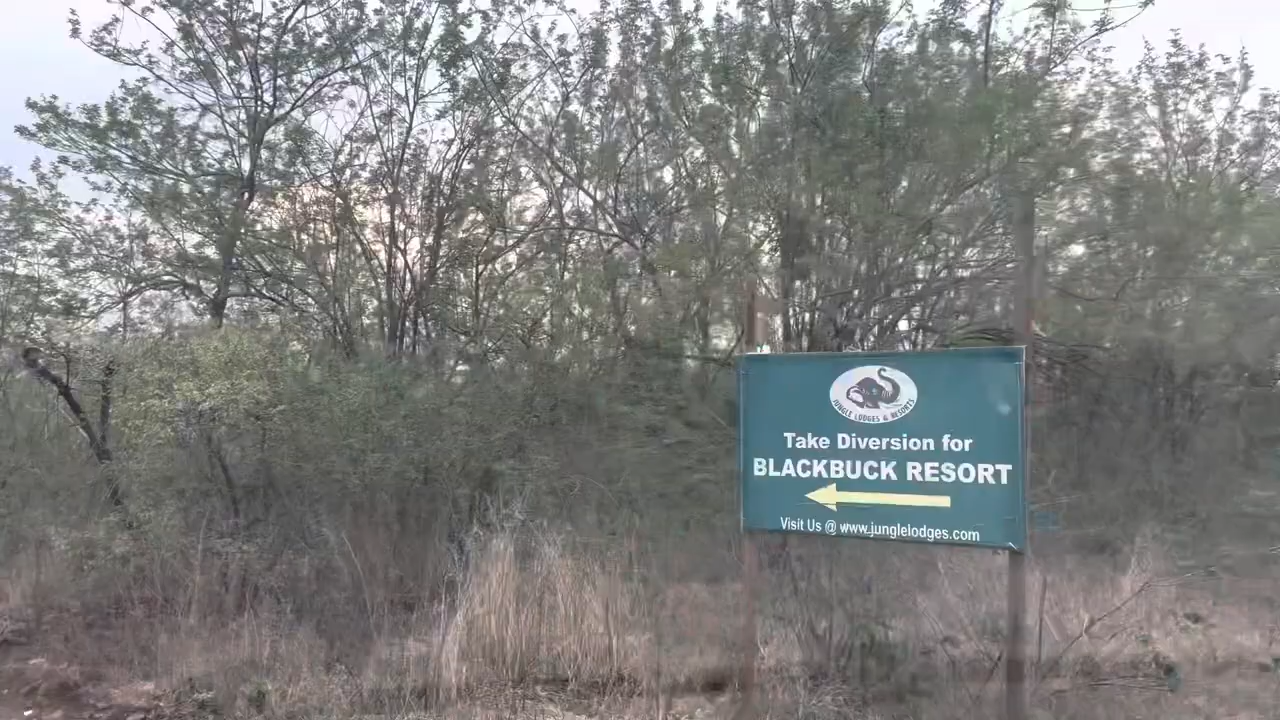 JUNGLE LODGES & RESORTS
Take Diversion for
BLACKBUCK RESORT
Visit Us @ www.junglelodges.com